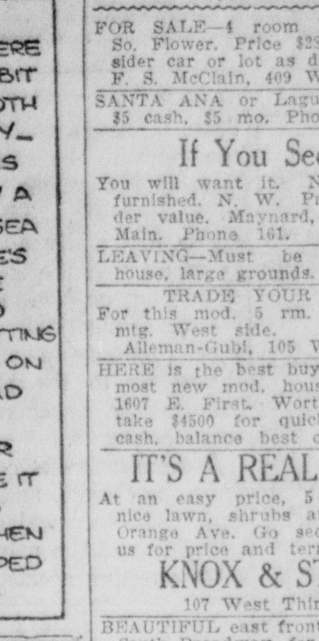 ERE
BIT
OTH
Y_
S
A
SEA
E'S
E
TTING
ON
D
R
E IT
HEN
PED
FOR SALE—4 room
So. Flower. Price
sider car or lot as
F. S. McClain, 409 W
SANTA ANA or Lagu
$5 cash, $5 mo. Pho
If You Se
You will want it. N
furnished. N. W.
der value. Maynard,
Main. Phone 161.
LEAVING—Must be
house, large grounds.
TRADE YOUR
For this mod. 5 rm.
mtg. West side.
Alleman-Gubi, 105 W
HERE is the best buy
most new mod. hous
1607 E. First. Wort
take $4500 for quic
cash, balance best
IT'S A REAL
At an easy price, 5
nice lawn, shrubs a
Orange Ave. Go see
us for price and ter
KNOX & ST
107 West Thir
BEAUTIFUL east front